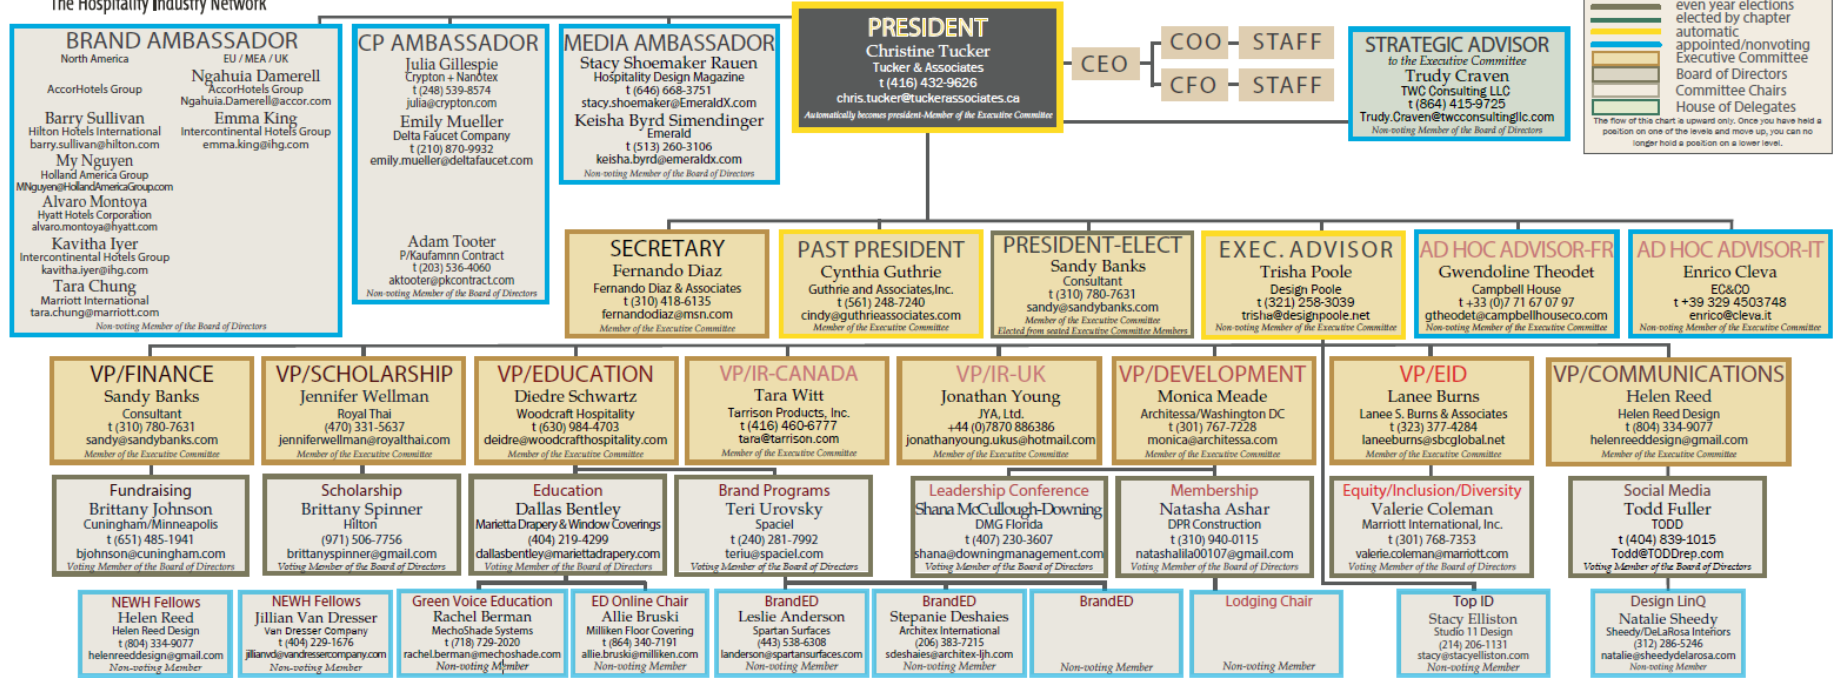 The Hospitality Industry Network
BRAND AMBASSADOR
North America
EU / MEA / UK
AccorHotels Group
Barry Sullivan
Hilton Hotels International
barry.sullivan@hilton.com
My Nguyen
Holland America Group
MNguyen@HollandAmericaGroup.com
Alvaro Montoya
Hyatt Hotels Corporation
alvaro.montoya@hyatt.com
Kavitha Iyer
Intercontinental Hotels Group
kavitha.iyer@ihg.com
Tara Chung
Marriott International
tara.chung@marriott.com
Ngahuia Damerell
AccorHotels Group
Ngahuia.Damerell@accor.com
Emma King
Intercontinental Hotels Group
emma.king@ihg.com
Non-voting Member of the Board of Directors
CP AMBASSADOR
Julia Gillespie
Crypton + Nanotex
t (248) 539-8574
julia@crypton.com
Emily Mueller
Delta Faucet Company
t (210) 870-9932
emily.mueller@deltafaucet.com
Adam Tooter
P/Kaufamnn Contract
t (203) 536-4060
aktooter@pkcontract.com
Non-voting Member of the Board of Directors
MEDIA AMBASSADOR
Stacy Shoemaker Rauen
Hospitality Design Magazine
t (646) 668-3751
stacy.shoemaker@EmeraldX.com
Keisha Byrd Simendinger
Emerald
t (513) 260-3106
keisha.byrd@emeraldx.com
Non-voting Member of the Board of Directors
PRESIDENT
Christine Tucker
Tucker & Associates
t (416) 432-9626
chris.tucker@tuckerassociates.ca
Automatically becomes president-Member of the Executive Committee
CEO
COO
STAFF
CFO
STAFF
STRATEGIC ADVISOR
to the Executive Committee
Trudy Craven
TWC Consulting LLC
t (864) 415-9725
Trudy.Craven@twcconsultingllc.com
Non-voting Member of the Board of Directors
even year elections
elected by chapter
automatic
appointed/nonvoting
Executive Committee
Board of Directors
Committee Chairs
House of Delegates
The flow of this chart is upward only. Once you have held a
position on one of the levels and move up, you can no
longer hold a position on a lower level.
SECRETARY
Fernando Diaz
Fernando Diaz & Associates
t (310) 418-6135
fernandodiaz@msn.com
Member of the Executive Committee
PAST PRESIDENT
Cynthia Guthrie
Guthrie and Associates,Inc.
t (561) 248-7240
cindy@guthrieassociates.com
Member of the Executive Committee
PRESIDENT-ELECT
Sandy Banks
Consultant
t (310) 780-7631
sandy@sandybanks.com
Member of the Executive Committee
Elected from seated Executive Committee Members
EXEC. ADVISOR
Trisha Poole
Design Poole
t (321) 258-3039
trisha@designpoole.net
Non-voting Member of the Executive Committee
AD HOC ADVISOR-FR
Gwendoline Theodet
Campbell House
t +33 (0)7 71 67 07 97
gtheodet@campbellhouseco.com
Non-voting Member of the Executive Committee
AD HOC ADVISOR-IT
Enrico Cleva
EC&CO
t +39 329 4503748
enrico@cleva.it
Non-voting Member of the Executive Committee
VP/FINANCE
Sandy Banks
Consultant
t (310) 780-7631
sandy@sandybanks.com
Member of the Executive Committee
VP/SCHOLARSHIP
Jennifer Wellman
Royal Thai
(470) 331-5637
jenniferwellman@royalthai.com
Member of the Executive Committee
VP/EDUCATION
Diedre Schwartz
Woodcraft Hospitality
t (630) 984-4703
deidre@woodcrafthospitality.com
Member of the Executive Committee
VP/IR-CANADA
Tara Witt
Tarrison Products, Inc.
t (416) 460-6777
tara@tarrison.com
Member of the Executive Committee
VP/IR-UK
Jonathan Young
JYA, Ltd.
+44 (0)7870 886386
jonathanyoung.ukus@hotmail.com
Member of the Executive Committee
VP/DEVELOPMENT
Monica Meade
Architessa/Washington DC
t (301) 767-7228
monica@architessa.com
Member of the Executive Committee
VP/EID
Lanee Burns
Lanee S. Burns & Associates
t (323) 377-4284
laneeburns@sbcglobal.net
Member of the Executive Committee
VP/COMMUNICATIONS
Helen Reed
Helen Reed Design
t (804) 334-9077
helenreeddesign@gmail.com
Member of the Executive Committee
Fundraising
Brittany Johnson
Cuningham/Minneapolis
t (651) 485-1941
bjohnson@cuningham.com
Voting Member of the Board of Directors
Scholarship
Brittany Spinner
Hilton
(971) 506-7756
brittanyspinner@gmail.com
Voting Member of the Board of Directors
Education
Dallas Bentley
Marietta Drapery & Window Coverings
(404) 219-4299
dallasbentley@mariettadrapery.com
Voting Member of the Board of Directors
Brand Programs
Teri Urovsky
Spaciel
t (240) 281-7992
teriu@spaciel.com
Voting Member of the Board of Directors
Leadership Conference
Shana McCullough-Downing
DMG Florida
t (407) 230-3607
shana@downingmanagement.com
Voting Member of the Board of Directors
Membership
Natasha Ashar
DPR Construction
t (310) 940-0115
natashalila00107@gmail.com
Voting Member of the Board of Directors
Equity/Inclusion/Diversity
Valerie Coleman
Marriott International, Inc.
t (301) 768-7353
valerie.coleman@marriott.com
Voting Member of the Board of Directors
Social Media
Todd Fuller
TODD
t (404) 839-1015
Todd@TODDrep.com
Voting Member of the Board of Directors
NEWH Fellows
Helen Reed
Helen Reed Design
t (804) 334-9077
helenreeddesign@gmail.com
Non-voting Member
NEWH Fellows
Jillian Van Dresser
Van Dresser Company
t (404) 229-1676
jillianvd@vandressercompany.com
Non-voting Member
Green Voice Education
Rachel Berman
MechoShade Systems
t (718) 729-2020
rachel.berman@mechoshade.com
Non-voting Member
ED Online Chair
Allie Bruski
Milliken Floor Covering
t (864) 340-7191
allie.bruski@milliken.com
Non-voting Member
BrandED
Leslie Anderson
Spartan Surfaces
(443) 538-6308
landerson@spartansurfaces.com
Non-voting Member
BrandED
Stepanie Deshaies
Architex International
(206) 383-7215
sdeshaies@architex-ljh.com
Non-voting Member
BrandED
Non-voting Member
Lodging Chair
Non-voting Member
Top ID
Stacy Elliston
Studio 11 Design
(214) 206-1131
stacy@stacyelliston.com
Non-voting Member
Design LinQ
Natalie Sheedy
Sheedy/DeLaRosa Interiors
(312) 286-5246
natalie@sheedydelarosa.com
Non-voting Member